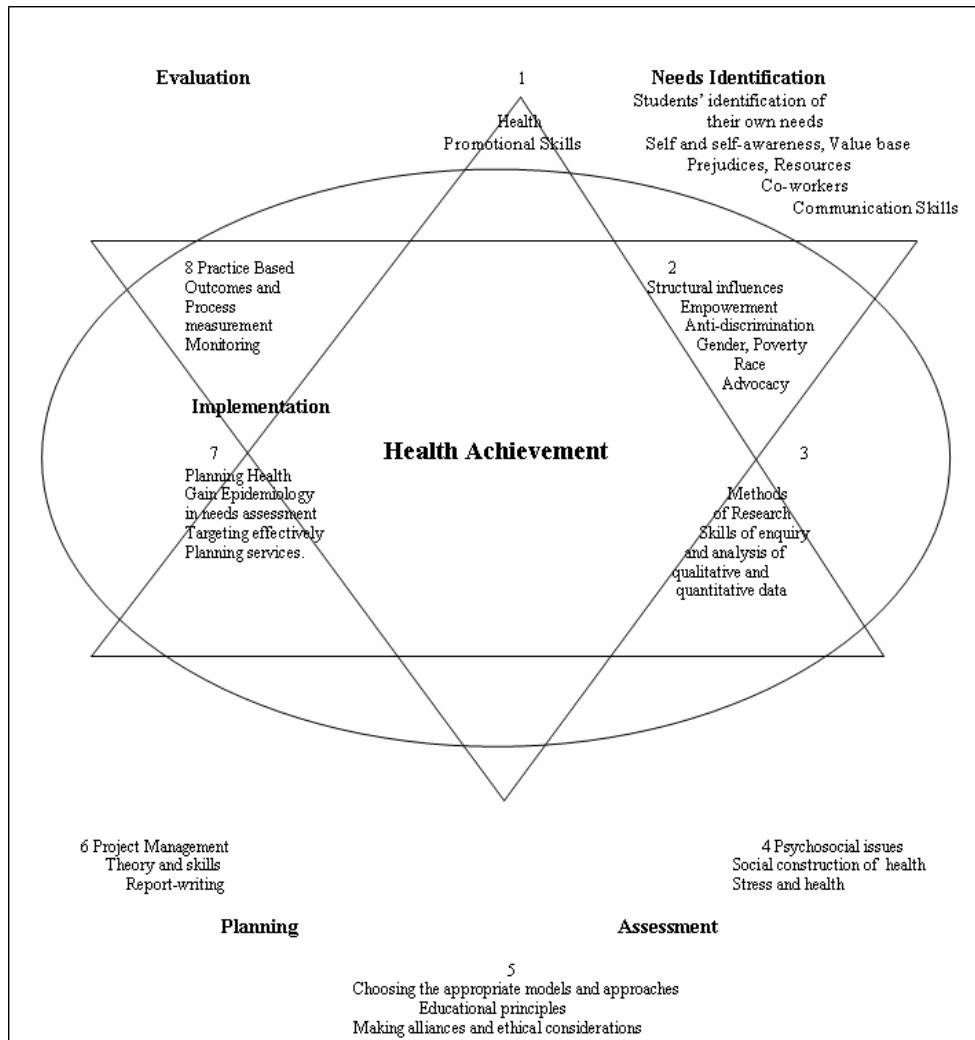 Evaluation
1
Needs Identification
Students' identification of
their own needs
Self and self-awareness, Value base
Prejudices, Resources
Co-workers
Communication Skills
Health
Promotional Skills
8 Practice Based
Outcomes and
Process
measurement
Monitoring
2
Structural influences
Empowerment
Anti-discrimination
Gender, Poverty
Race
Advocacy
Implementation
7
Planning Health
Gain Epidemiology
in needs assessment
Targeting effectively
Planning services.
Health Achievement
3
Methods
of Research
Skills of enquiry
and analysis of
qualitative and
quantitative data
6 Project Management
Theory and skills
Report-writing
4 Psychosocial issues
Social construction of health
Stress and health
Planning
Assessment
5
Choosing the appropriate models and approaches
Educational principles
Making alliances and ethical considerations